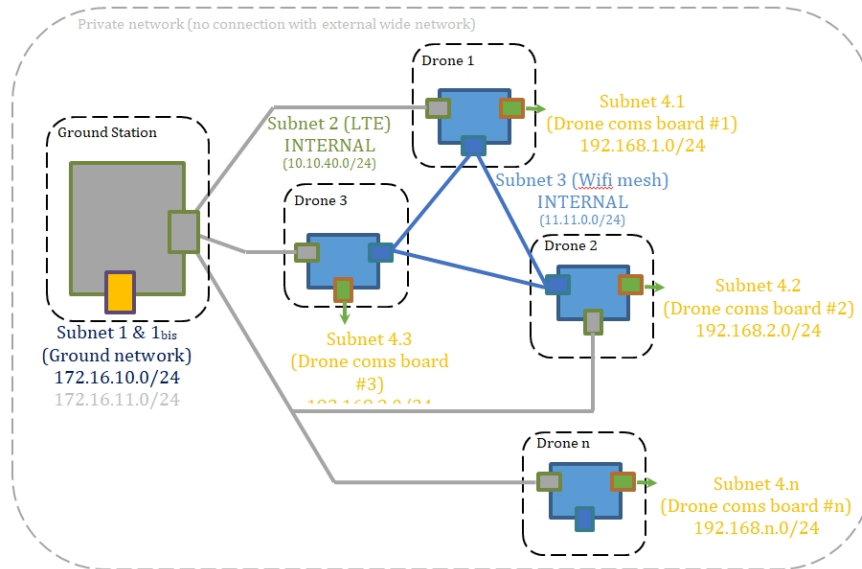 Private network (no connection with external wide network)
Drone 1
Ground Station
Subnet 2 (LTE)
INTERNAL
(10.10.40.0/24)
Subnet 4.1
(Drone coms board #1)
192.168.1.0/24
Subnet 3 (Wifi mesh)
INTERNAL
(11.11.0.0/24)
Drone 3
Drone 2
Subnet 4.2
(Drone coms board #2)
192.168.2.0/24
Subnet 1 & 1bis
(Ground network)
172.16.10.0/24
172.16.11.0/24
Subnet 4.3
(Drone coms board
#3)
Drone n
Subnet 4.n
(Drone coms board #n)
192.168.n.0/24